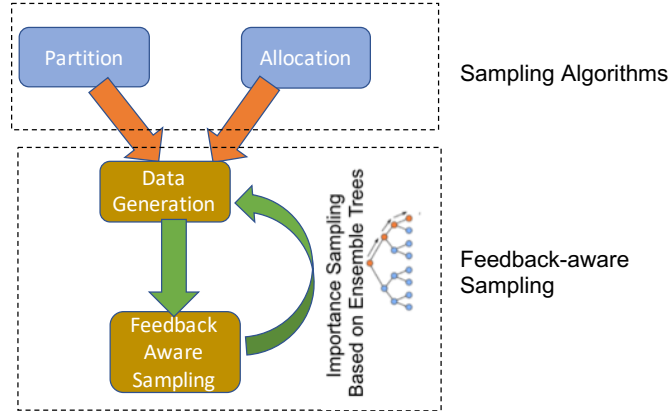 Partition
Allocation
Sampling Algorithms
Data
Generation
Importance Sampling
Based on Ensemble Trees
Feedback-aware
Sampling
Feedback
Aware
Sampling